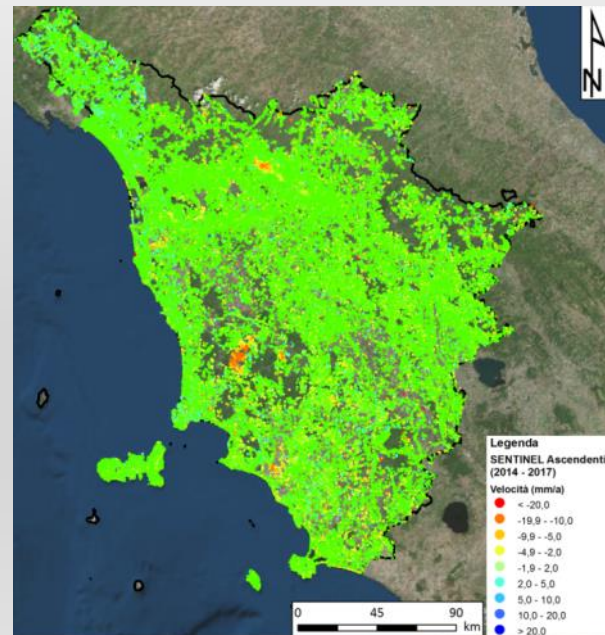 N
Legenda
SENTINEL Ascendenti
(2014 - 2017)
Velocità (mm/a)
< -20,0
-19,9 - -10,0
-9,9 - -5,0
-4,9 - -2,0
-1,9 - 2,0
2,0 - 5,0
5,0 - 10,0
10,0 - 20,0
> 20,0
0 45 90
km